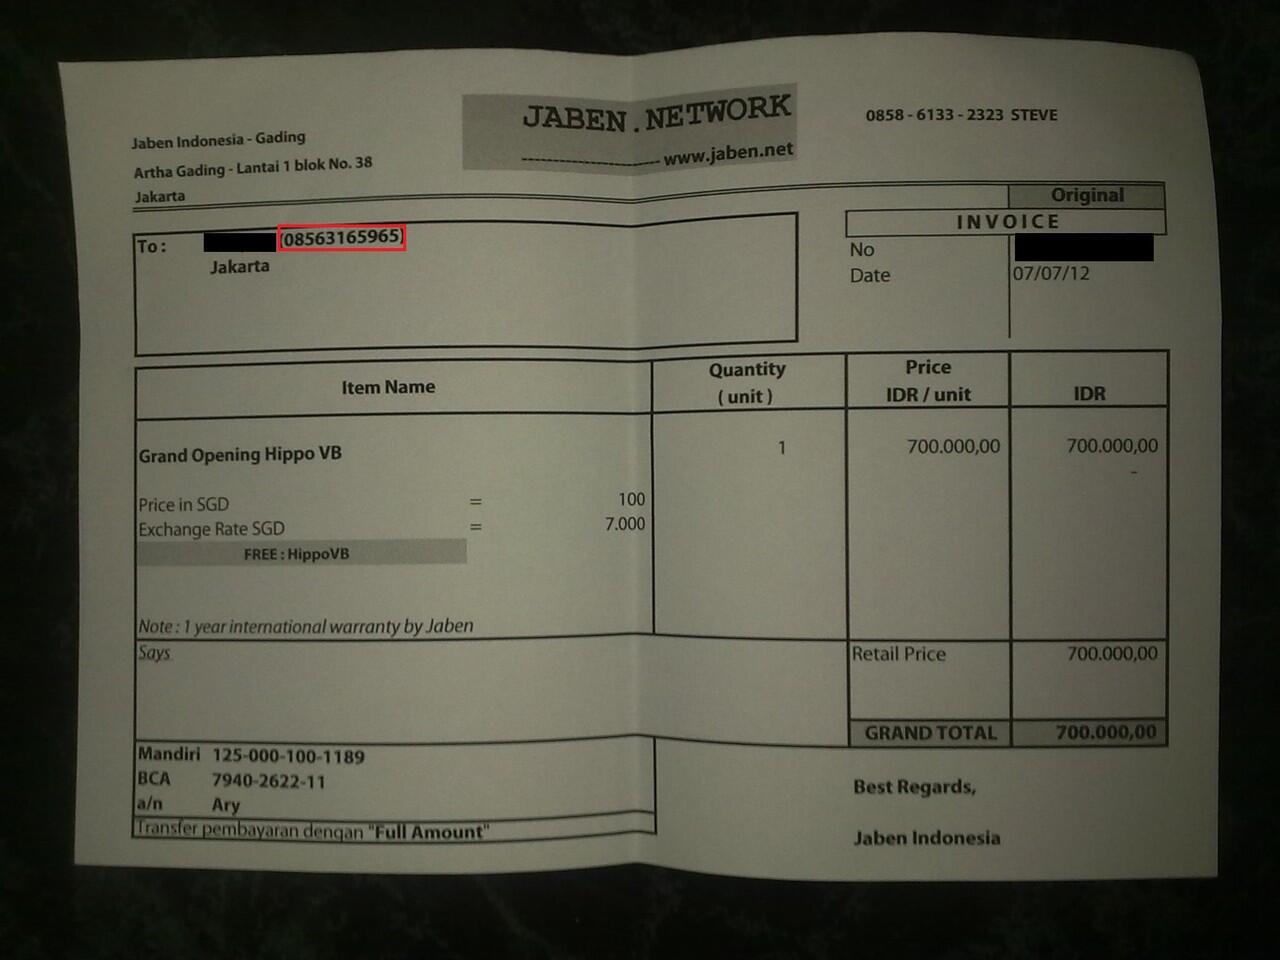 JABEN.NETWORK
www.jaben.net
0858 - 6133 - 2323 STEVE
Jaben Indonesia - Gading
Artha Gading - Lantai 1 blok No. 38
Jakarta
Original
INVOICE
To : (08563165965)
Jakarta
No
Date 07/07/12
Item Name Quantity ( unit ) Price IDR / unit IDR
Grand Opening Hippo VB 1 700.000,00 700.000,00
-
Price in SGD = 100
Exchange Rate SGD = 7.000
FREE : HippoVB
Note : 1 year international warranty by Jaben
Says
Retail Price 700.000,00
GRAND TOTAL 700.000,00
Mandiri 125-000-100-1189
BCA 7940-2622-11
a/n Ary
Transfer pembayaran dengan "Full Amount"
Best Regards,
Jaben Indonesia